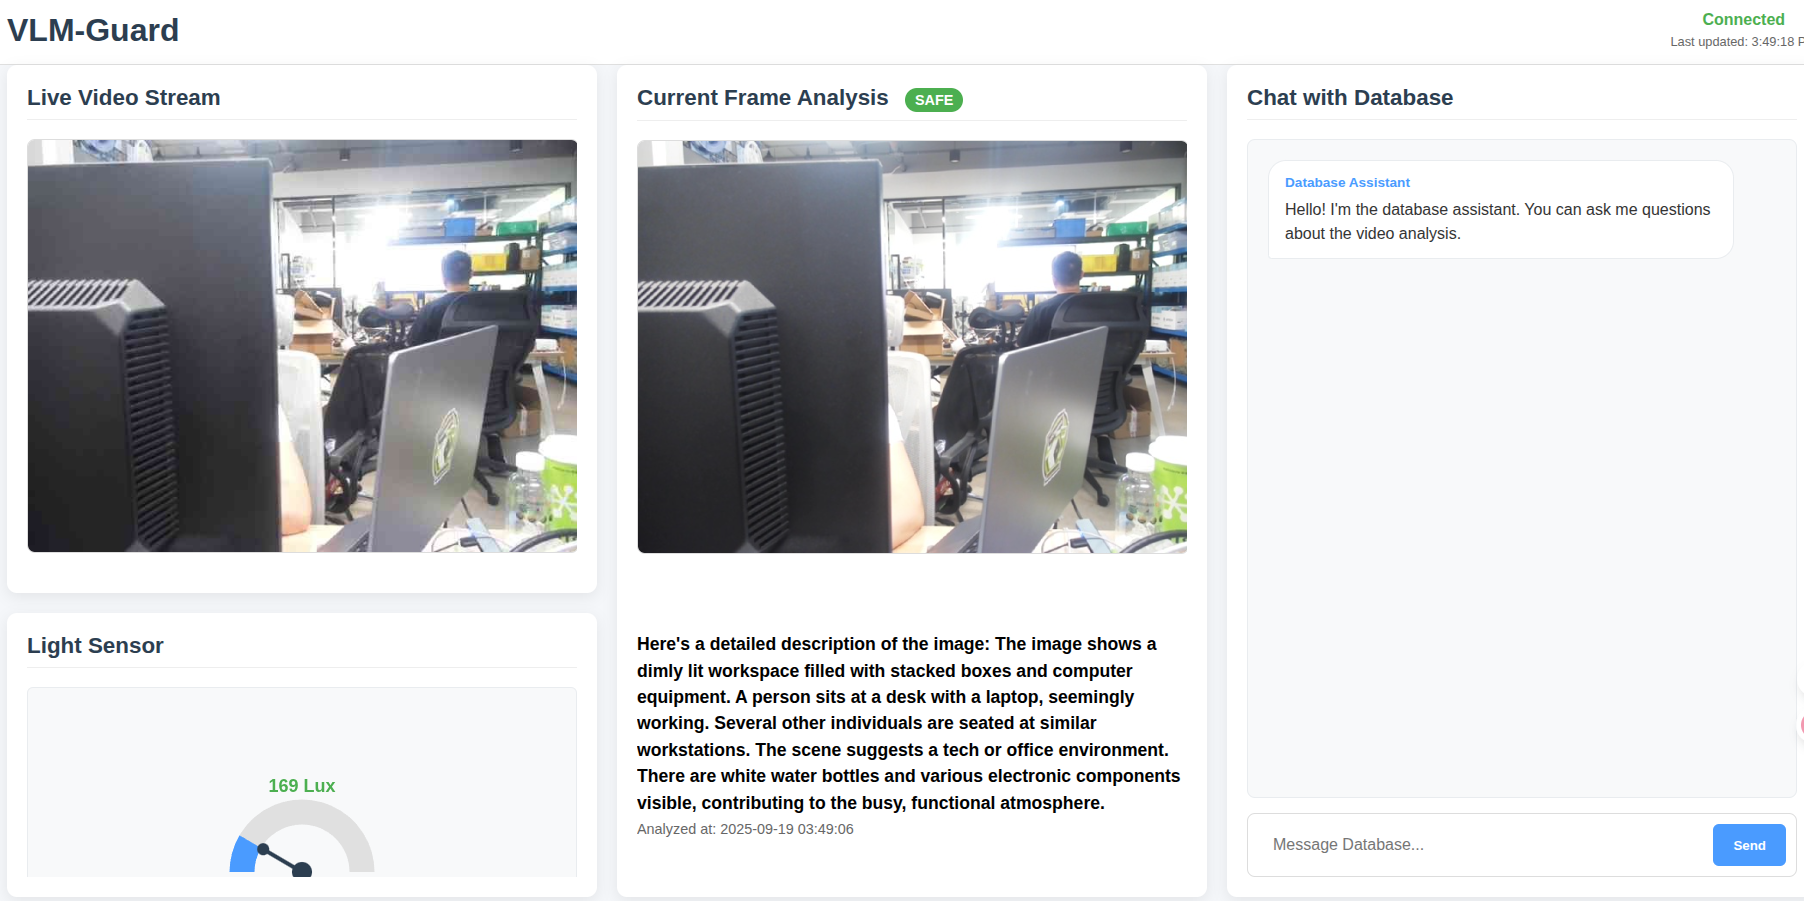 VLM-Guard
Connected
Last updated: 3:49:18 P
Live Video Stream
Light Sensor
169 Lux
Current Frame Analysis
SAFE
Here's a detailed description of the image: The image shows a
dimly lit workspace filled with stacked boxes and computer
equipment. A person sits at a desk with a laptop, seemingly
working. Several other individuals are seated at similar
workstations. The scene suggests a tech or office environment.
There are white water bottles and various electronic components
visible, contributing to the busy, functional atmosphere.
Analyzed at: 2025-09-19 03:49:06
Chat with Database
Database Assistant
Hello! I'm the database assistant. You can ask me questions
about the video analysis.
Message Database...
Send